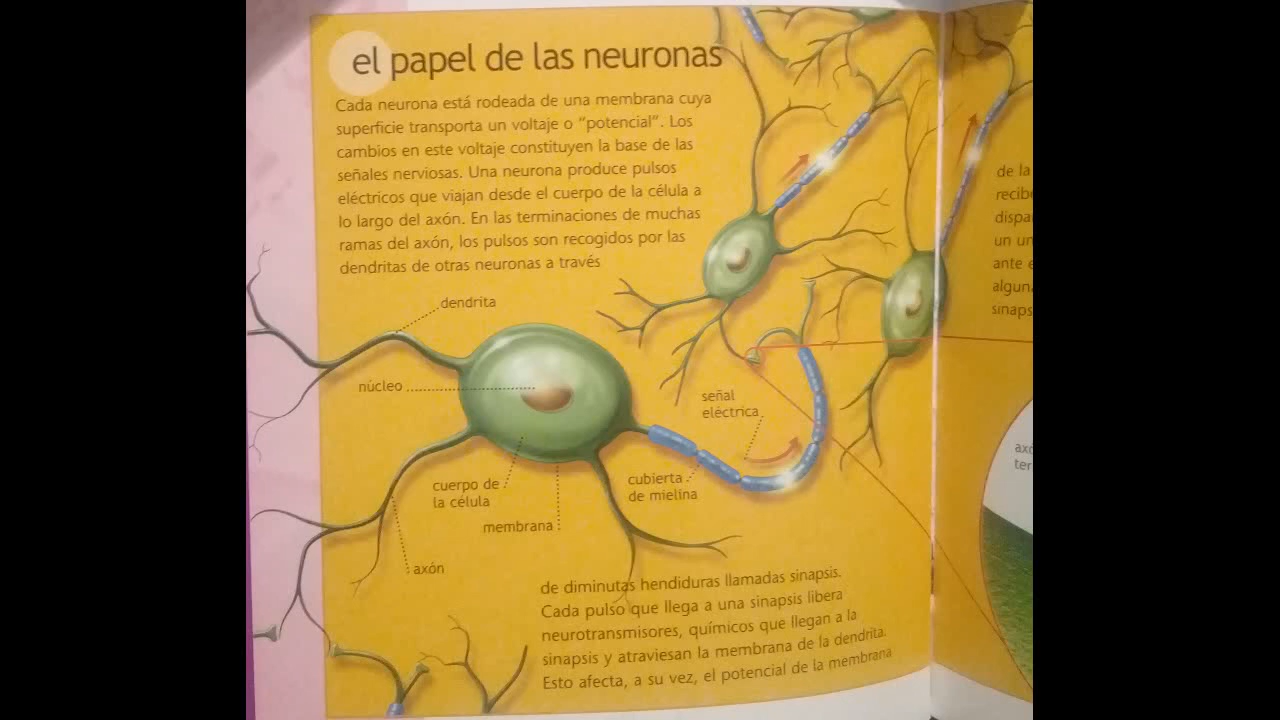 el papel de las neuronas
Cada neurona está rodeada de una membrana cuya
superficie transporta un voltaje o “potencial”. Los
cambios en este voltaje constituyen la base de las
señales nerviosas. Una neurona produce pulsos
eléctricos que viajan desde el cuerpo de la célula a
lo largo del axón. En las terminaciones de muchas
ramas del axón, los pulsos son recogidos por las
dendritas de otras neuronas a través
dendrita
núcleo
señal
eléctrica
cuerpo de
la célula
cubierta
de mielina
membrana
axón
de diminutas hendiduras llamadas sinapsis.
Cada pulso que llega a una sinapsis libera
neurotransmisores, químicos que llegan a la
sinapsis y atraviesan la membrana de la dendrita.
Esto afecta, a su vez, el potencial de la membrana
de la
un
ante